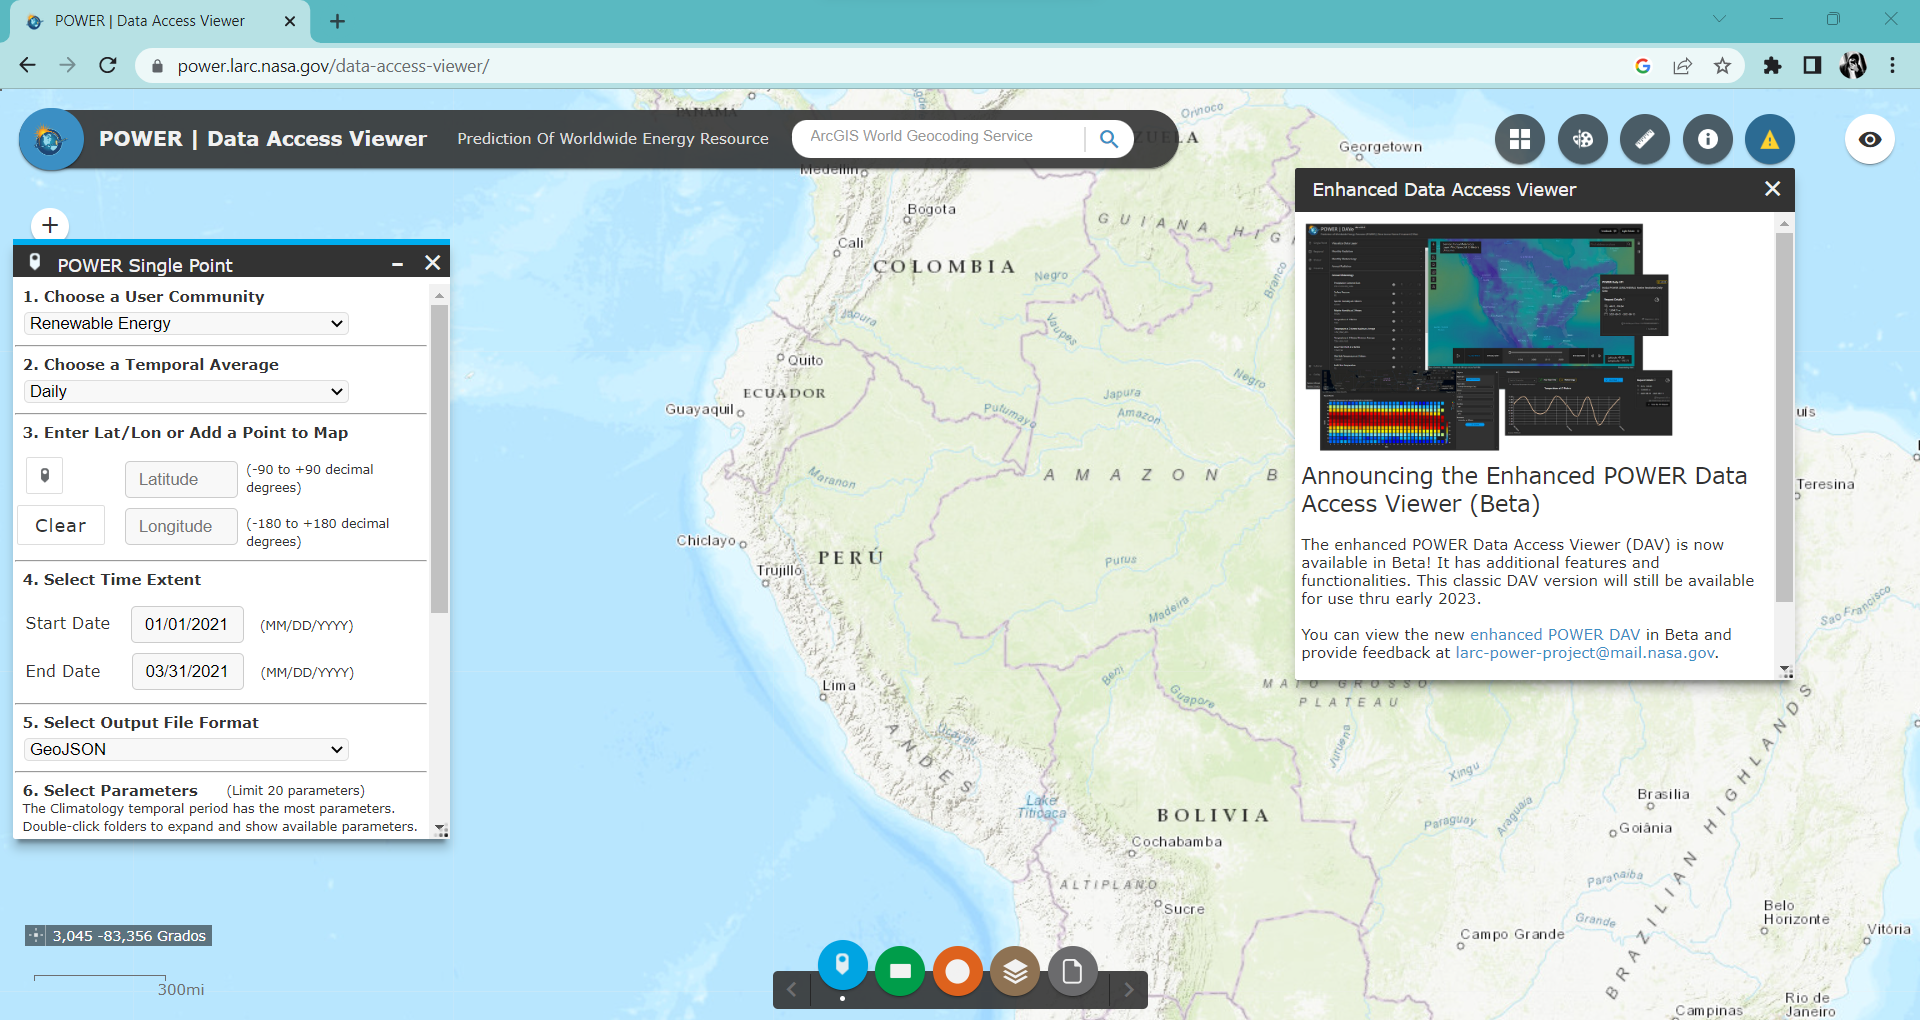 POWER | Data Access Viewer
power.larc.nasa.gov/data-access-viewer/
POWER | Data Access Viewer
Prediction Of Worldwide Energy Resource
ArcGIS World Geocoding Service
POWER Single Point
1. Choose a User Community
Renewable Energy
2. Choose a Temporal Average
Daily
3. Enter Lat/Lon or Add a Point to Map
Latitude
(-90 to +90 decimal
degrees)
Clear
Longitude
(-180 to +180 decimal
degrees)
4. Select Time Extent
Start Date
01/01/2021
(MM/DD/YYYY)
End Date
03/31/2021
(MM/DD/YYYY)
5. Select Output File Format
GeoJSON
6. Select Parameters
(Limit 20 parameters)
The Climatology temporal period has the most parameters.
Double-click folders to expand and show available parameters.
3,045 -83,356 Grados
300mi
Enhanced Data Access Viewer
Announcing the Enhanced POWER Data
Access Viewer (Beta)
The enhanced POWER Data Access Viewer (DAV) is now
available in Beta! It has additional features and
functionalities. This classic DAV version will still be available
for use thru early 2023.
You can view the new enhanced POWER DAV in Beta and
provide feedback at larc-power-project@mail.nasa.gov.
PANAMA
Orinoco
ZUELA
Georgetown
Medellin
Bogota
GUIANA HIG
Cali
COLOMBIA
Negro
Branco
Japura
Vaupes
Quito
ECUADOR
Negro
Japura
Guayaquil
Putumayo
Amazon
uís
Maranon
AMAZON B
Teresina
Chiclayo
PERÚ
Purus
Trujillo
Madeira
São Francisco
Lima
Beni
Guapore
MATO GROSSO
PLATEAU
ANDES
Ucayali
Juruena
Xingu
Lake
Titicaca
BOLIVIA
Brasilia
Araguaia
Paraguay
Goiânia
Cochabamba
BRAZILIAN HIGHLANDS
ALTIPLANO
Paranaiba
Sucre
Belo
Horizonte
Grande
Campo Grande
Vitória
Rio de
Janeiro
Campinas